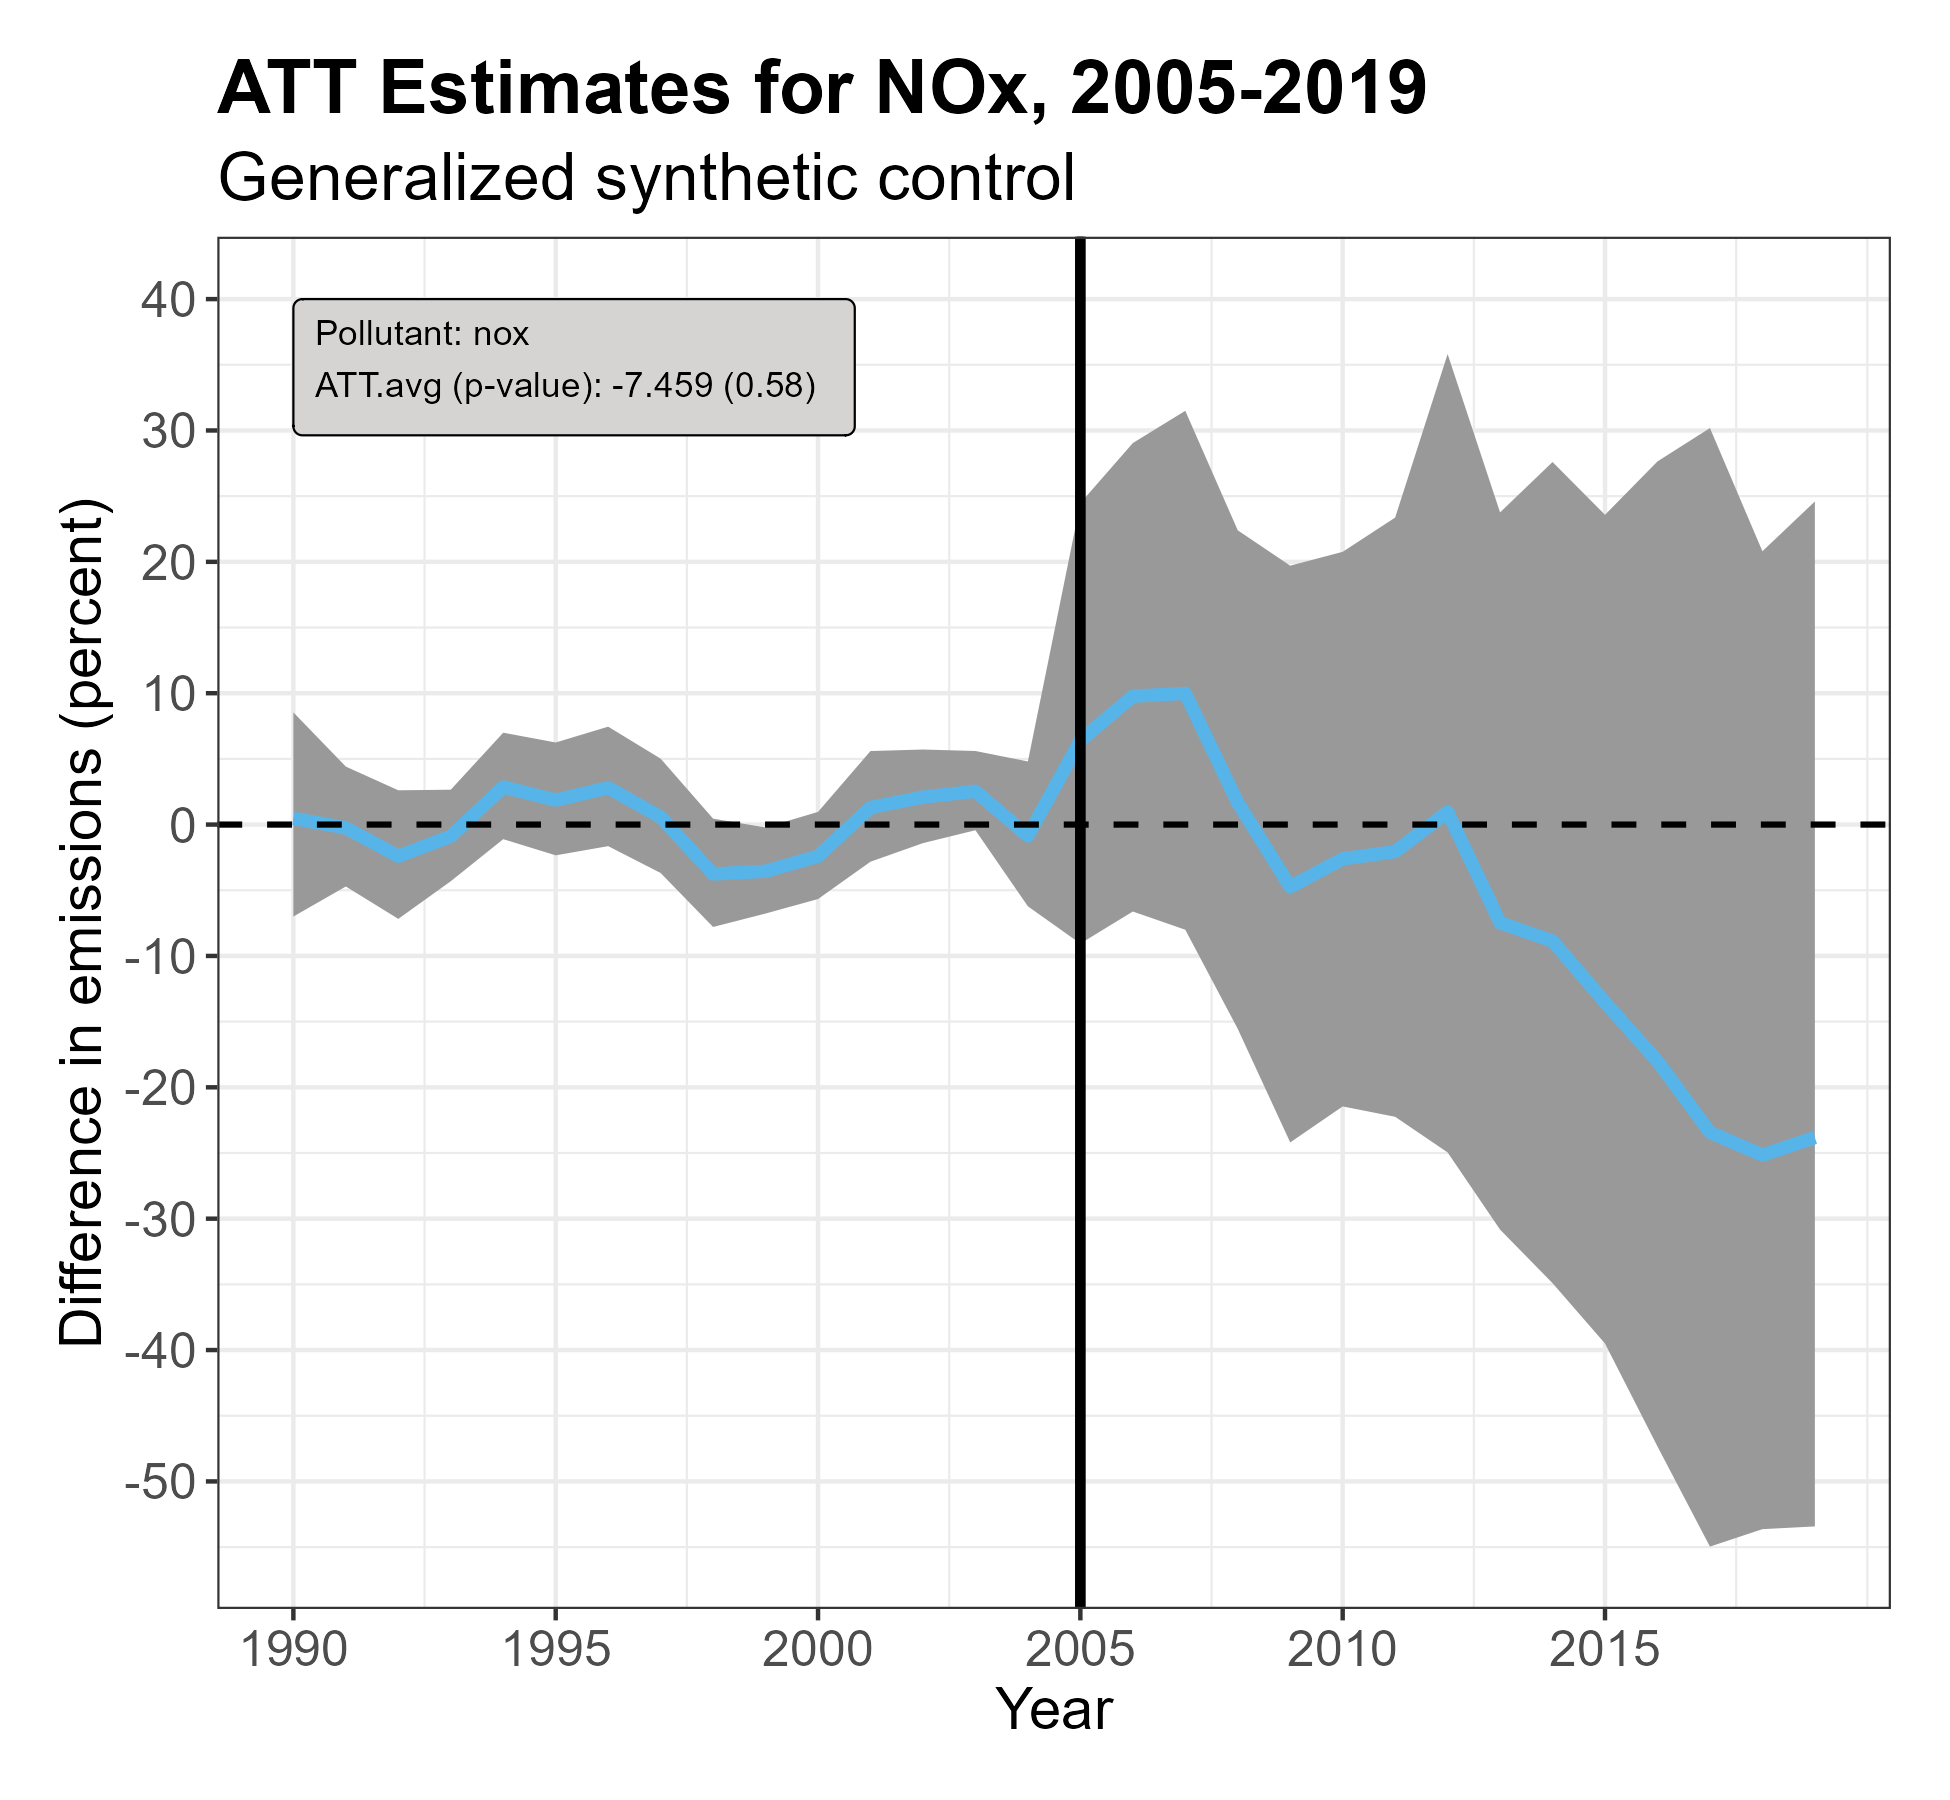 ATT Estimates for NOx, 2005-2019
Generalized synthetic control
Pollutant: nox
ATT.avg (p-value): -7.459 (0.58)
Difference in emissions (percent)
40
30
20
10
0
-10
-20
-30
-40
-50
1990 1995 2000 2005 2010 2015
Year